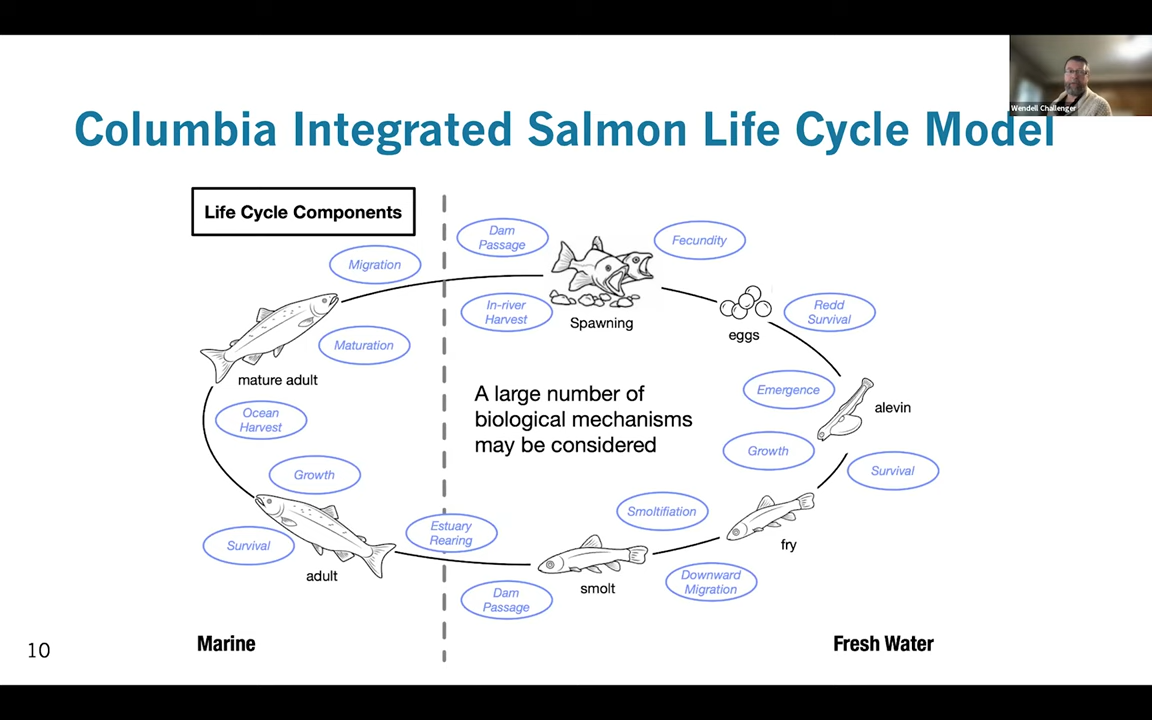 Wendell Challenger
Columbia Integrated Salmon Life Cycle Model
Life Cycle Components
Dam
Passage
Fecundity
Migration
In-river
Harvest
Spawning
Redd
Survival
eggs
Maturation
mature adult
Emergence
alevin
A large number of
biological mechanisms
may be considered
Ocean
Harvest
Growth
Survival
Growth
Smoltifiation
fry
Estuary
Rearing
Survival
adult
Downward
Migration
smolt
Dam
Passage
Marine
Fresh Water
10